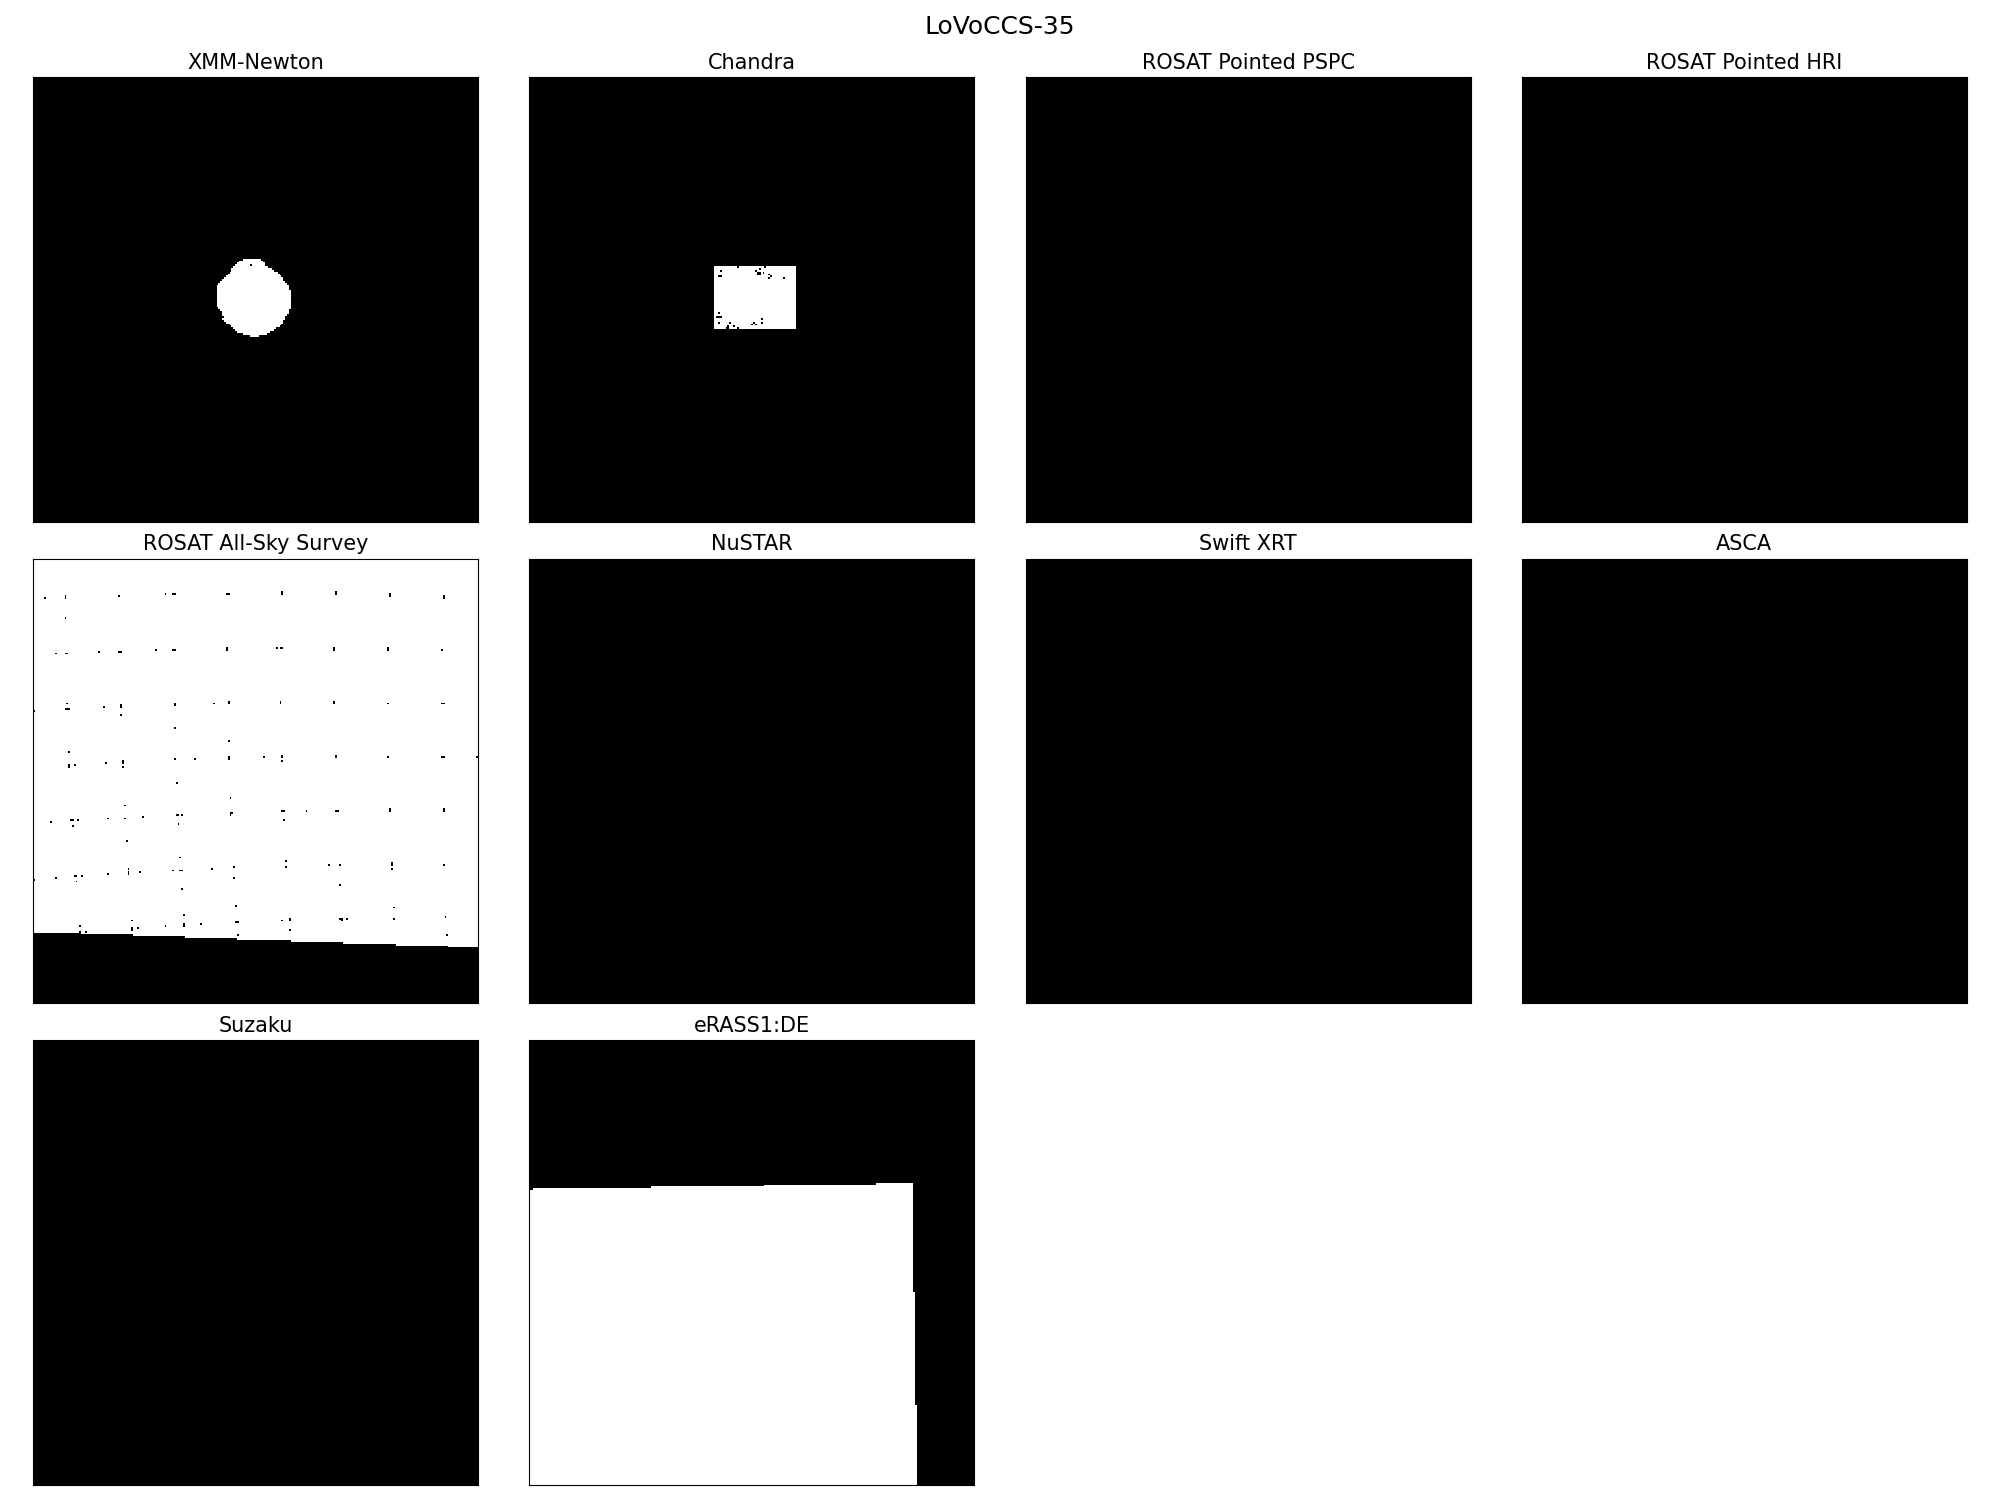 LoVoCCS-35
XMM-Newton
Chandra
ROSAT Pointed PSPC
ROSAT Pointed HRI
ROSAT All-Sky Survey
NuSTAR
Swift XRT
ASCA
Suzaku
eRASS1:DE